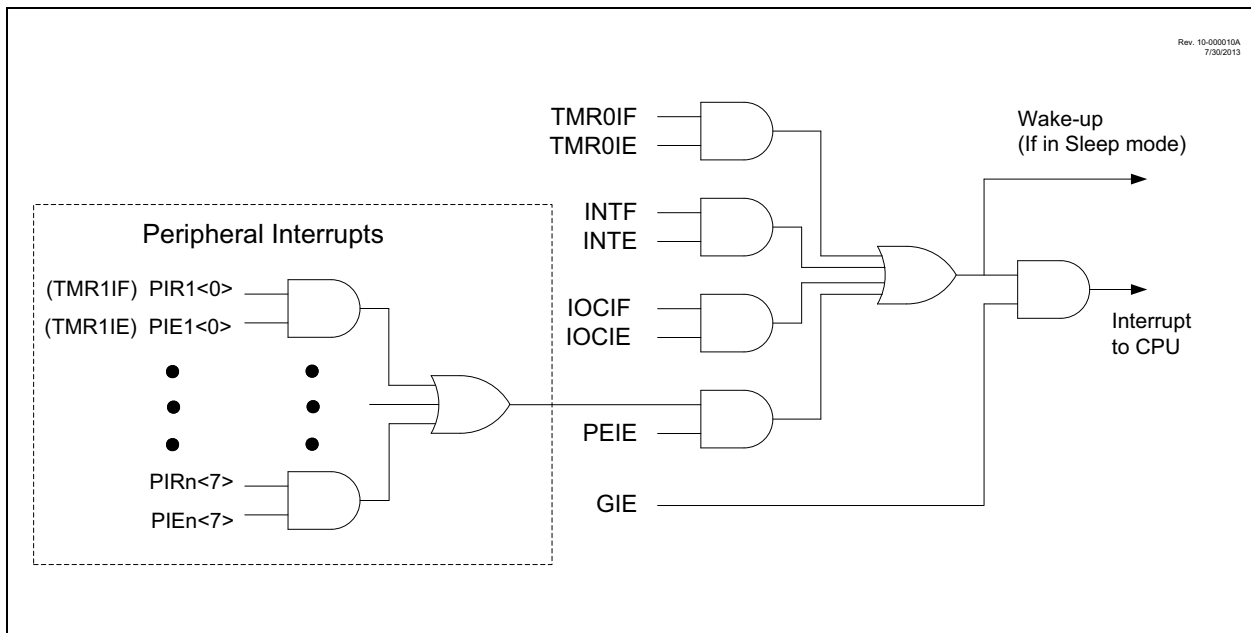 Rev. 10-000010A
7/30/2013
TMR0IF
TMR0IE
Wake-up
(If in Sleep mode)
INTF
INTE
Peripheral Interrupts
(TMR1IF) PIR1<0>
(TMR1IE) PIE1<0>
IOCIF
IOCIE
Interrupt
to CPU
PEIE
PIRn<7>
PIEn<7>
GIE